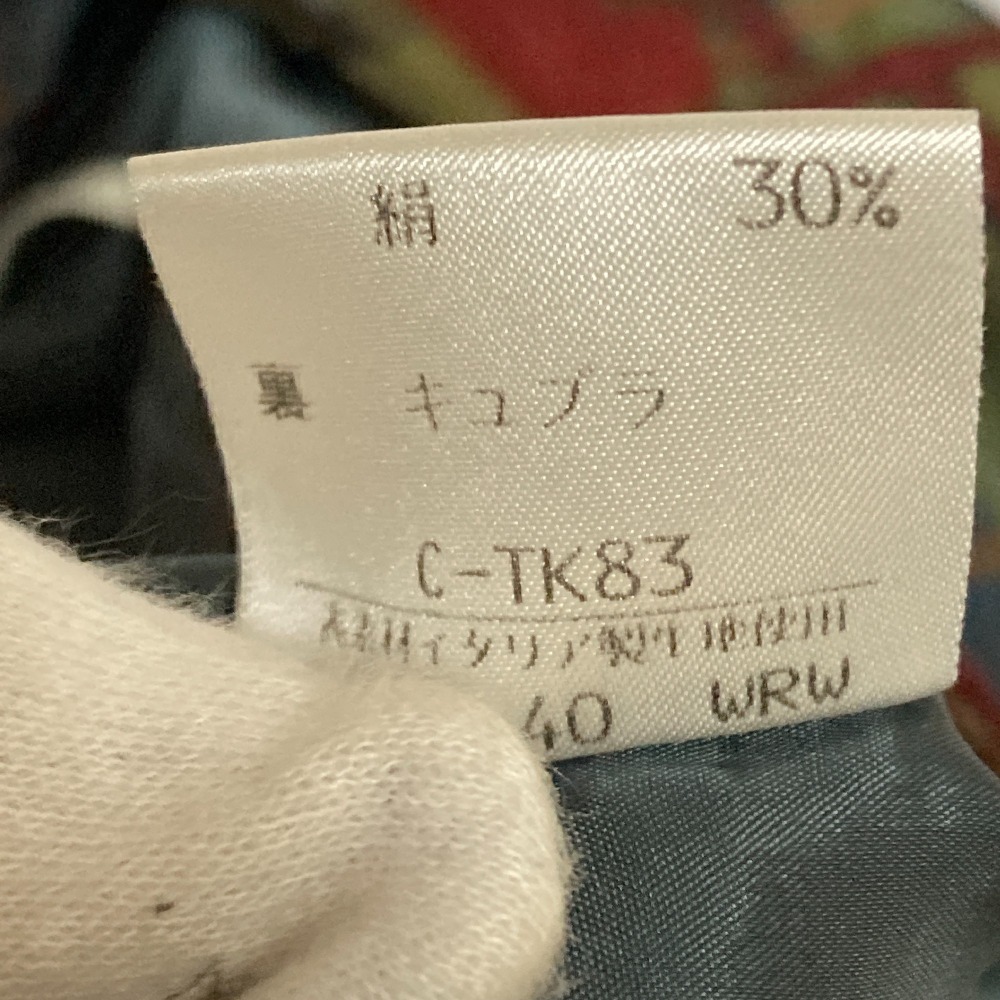 絹 30%
裏 キュプラ
C-TK83
表地イタリア製生地使用
40 WRW